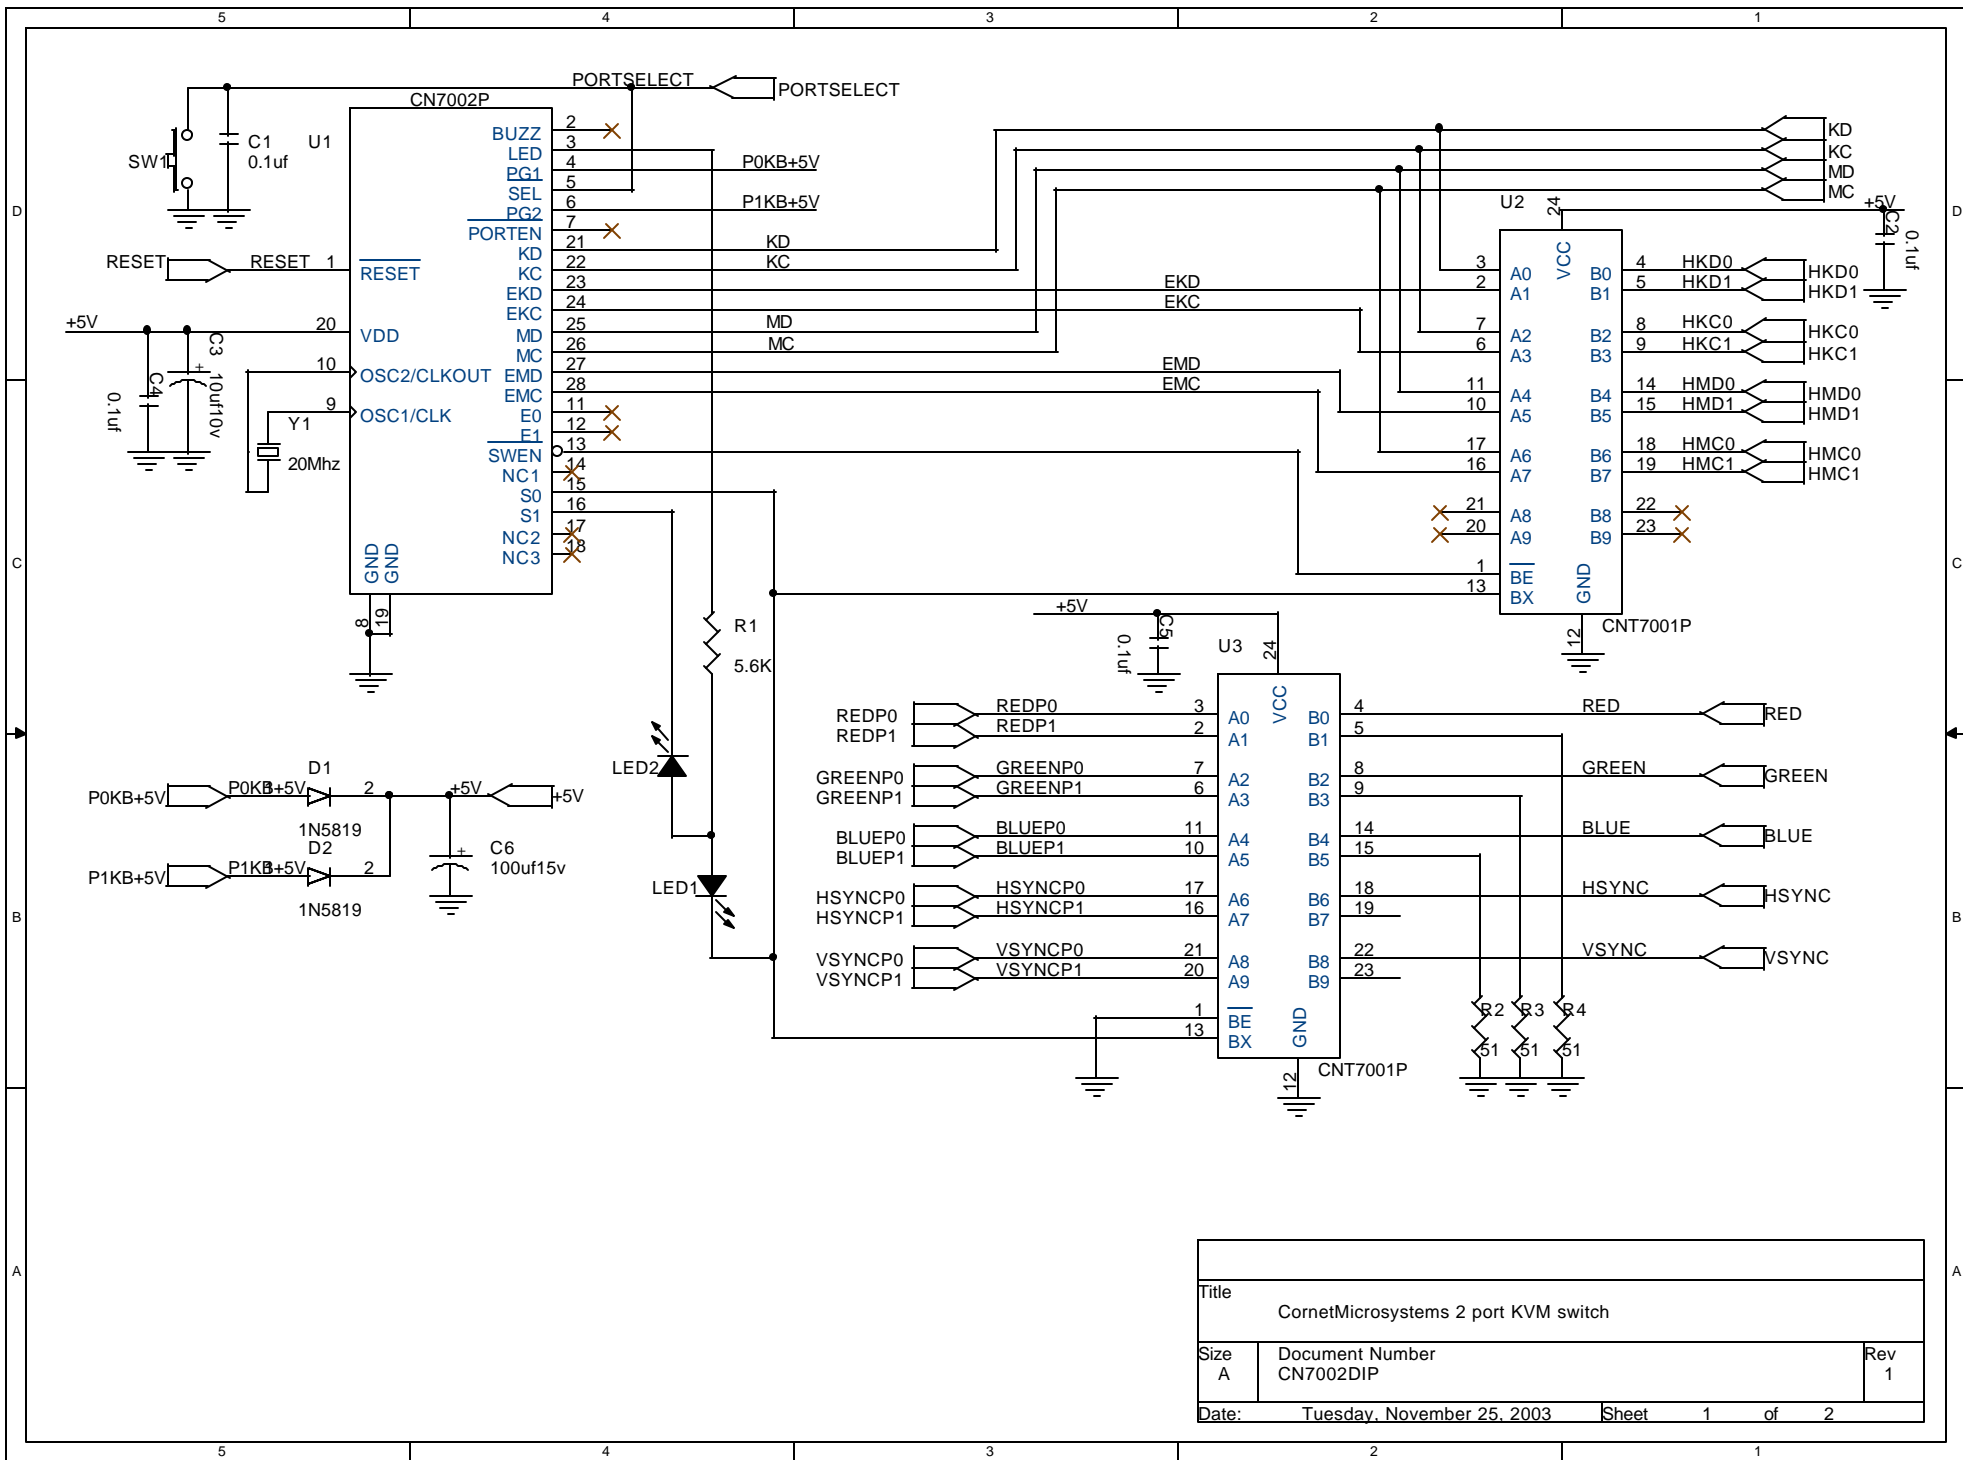 5 4 3 2 1
D D
C C
B B
A A
PORTSELECT
PORTSELECT
CN7002P
U1
SW1
C1
0.1uf
RESET
RESET 1
RESET
+5V
20 VDD
C3
10uf10v
C4
0.1uf
10 OSC2/CLKOUT
9 OSC1/CLK
Y1
20Mhz
BUZZ 2
LED 3
PG1 4 P0KB+5V
SEL 5
PG2 6 P1KB+5V
PORTEN 7
KD 21 KD
KC 22 KC
EKD 23 EKD
EKC 24 EKC
MD 25 MD
MC 26 MC
EMD 27 EMD
EMC 28 EMC
E0 11
E1 12
SWEN 13
NC1 14
S0 15
S1 16
NC2 17
NC3 18
GND 8
GND 19
KD
KC
MD
MC
U2
24
VCC
+5V
C2
0.1uf
3 A0 B0 4 HKD0 HKD0
2 A1 B1 5 HKD1 HKD1
7 A2 B2 8 HKC0 HKC0
6 A3 B3 9 HKC1 HKC1
11 A4 B4 14 HMD0 HMD0
10 A5 B5 15 HMD1 HMD1
17 A6 B6 18 HMC0 HMC0
16 A7 B7 19 HMC1 HMC1
21 A8 B8 22
20 A9 B9 23
1 BE
13 BX
GND
12
CNT7001P
R1
5.6K
LED2
LED1
+5V
C5
0.1uf
U3
24
VCC
REDP0 REDP0 3 A0 B0 4 RED RED
REDP1 REDP1 2 A1 B1 5
GREENP0 GREENP0 7 A2 B2 8 GREEN GREEN
GREENP1 GREENP1 6 A3 B3 9
BLUEP0 BLUEP0 11 A4 B4 14 BLUE BLUE
BLUEP1 BLUEP1 10 A5 B5 15
HSYNCP0 HSYNCP0 17 A6 B6 18 HSYNC HSYNC
HSYNCP1 HSYNCP1 16 A7 B7 19
VSYNCP0 VSYNCP0 21 A8 B8 22 VSYNC VSYNC
VSYNCP1 VSYNCP1 20 A9 B9 23
1 BE
13 BX
GND
12
CNT7001P
R2 R3 R4
51 51 51
D1
P0KB+5V P0KB+5V 1 2 +5V +5V
1N5819
D2
P1KB+5V P1KB+5V 1 2
1N5819
C6
100uf15v
Title
CornetMicrosystems 2 port KVM switch
Size Document Number Rev
A CN7002DIP 1
Date: Tuesday, November 25, 2003 Sheet 1 of 2
5 4 3 2 1